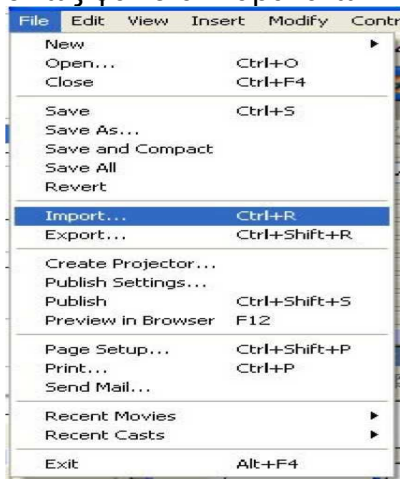 File Edit View Insert Modify Contr
New
Open... Ctrl+O
Close Ctrl+F4
Save Ctrl+S
Save As...
Save and Compact
Save All
Revert
Import... Ctrl+R
Export... Ctrl+Shift+R
Create Projector...
Publish Settings...
Publish Ctrl+Shift+S
Preview in Browser F12
Page Setup... Ctrl+Shift+P
Print... Ctrl+P
Send Mail...
Recent Movies
Recent Casts
Exit Alt+F4